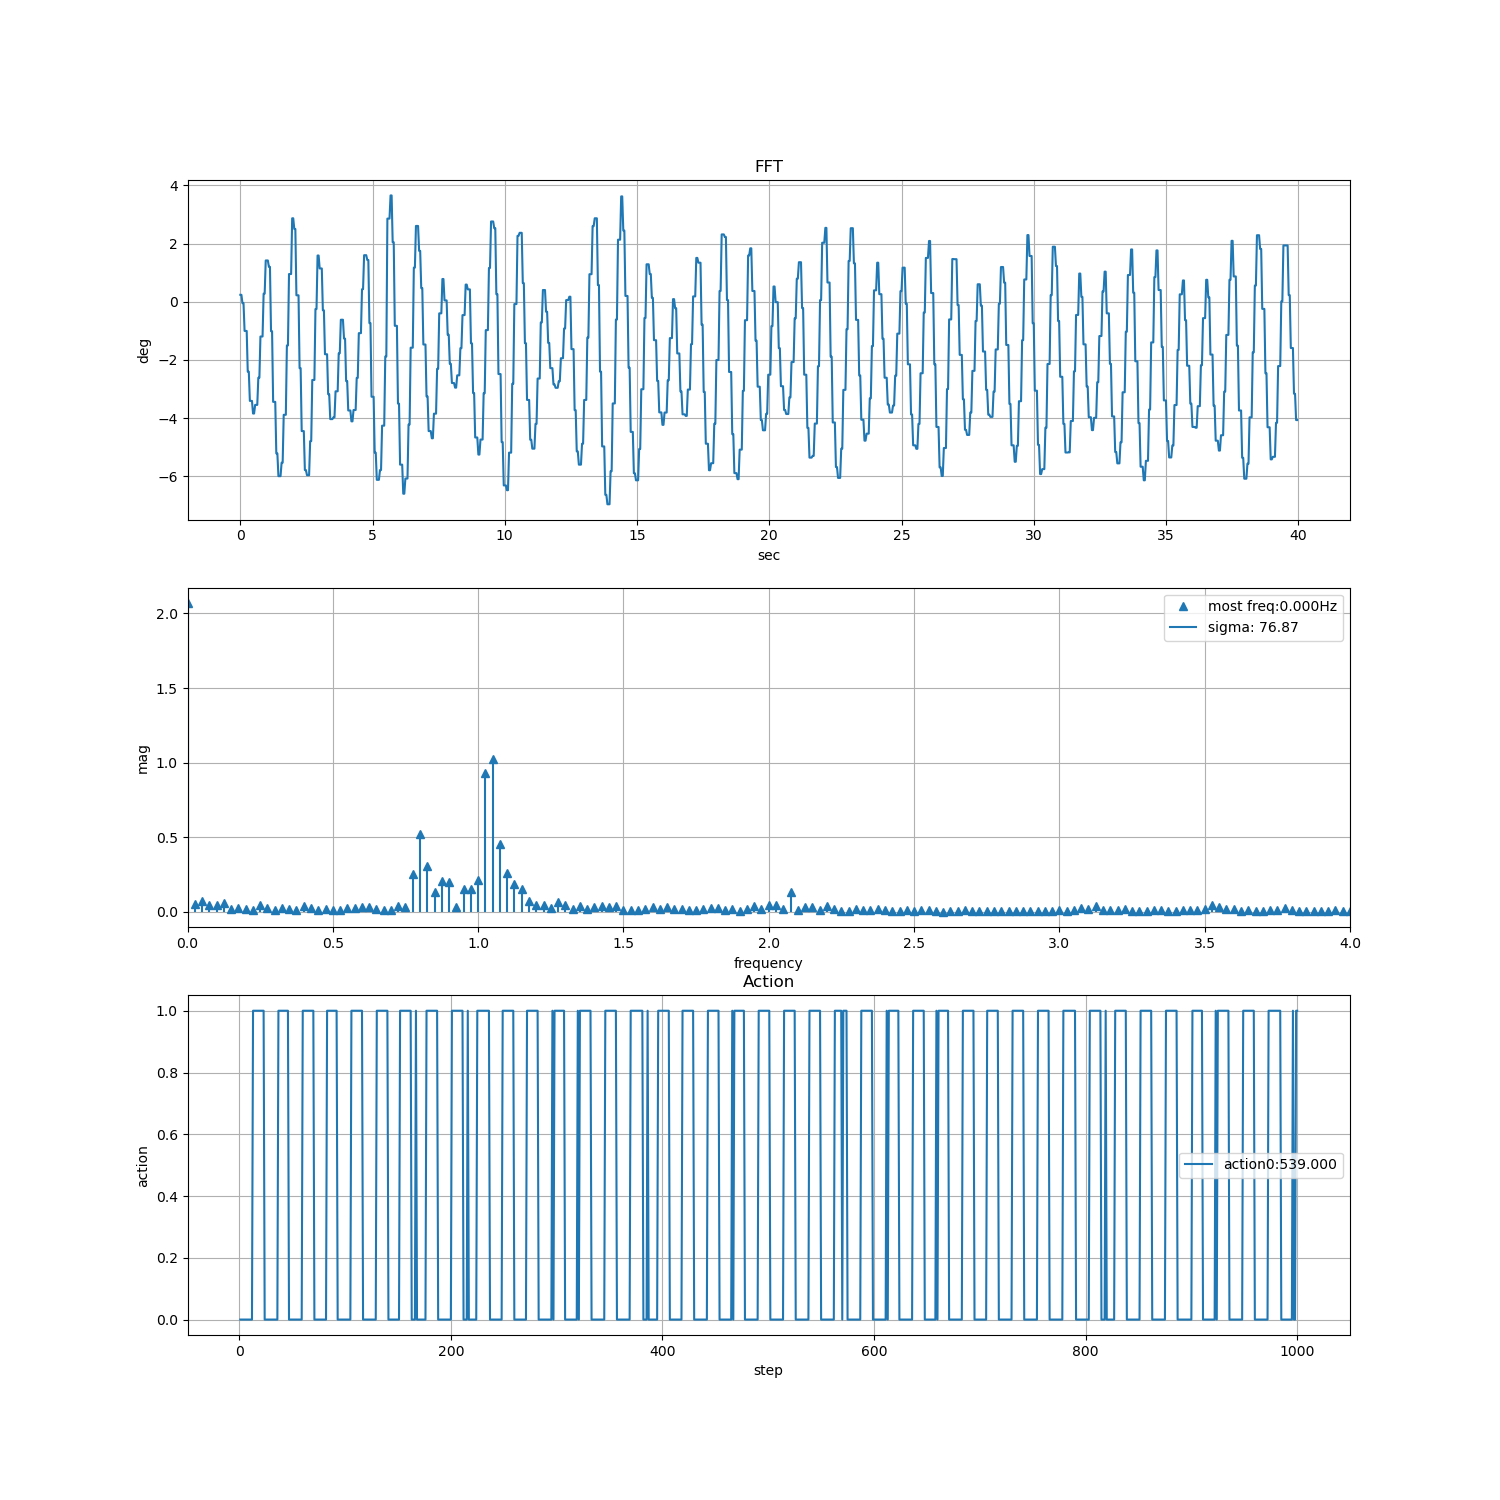 FFT
4
2
0
−2
−4
−6
deg
0 5 10 15 20 25 30 35 40
sec
2.0
1.5
1.0
0.5
0.0
mag
most freq:0.000Hz
sigma: 76.87
0.0 0.5 1.0 1.5 2.0 2.5 3.0 3.5 4.0
frequency
Action
1.0
0.8
0.6
0.4
0.2
0.0
action
action0:539.000
0 200 400 600 800 1000
step